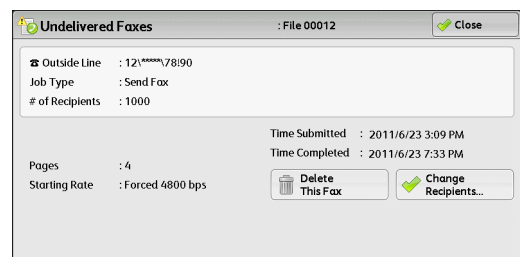 Undelivered Faxes : File 00012 Close
☎ Outside Line : 12\*****\78!90
Job Type : Send Fax
# of Recipients : 1000
Time Submitted : 2011/6/23 3:09 PM
Time Completed : 2011/6/23 7:33 PM
Pages : 4
Starting Rate : Forced 4800 bps
Delete
This Fax
Change
Recipients...